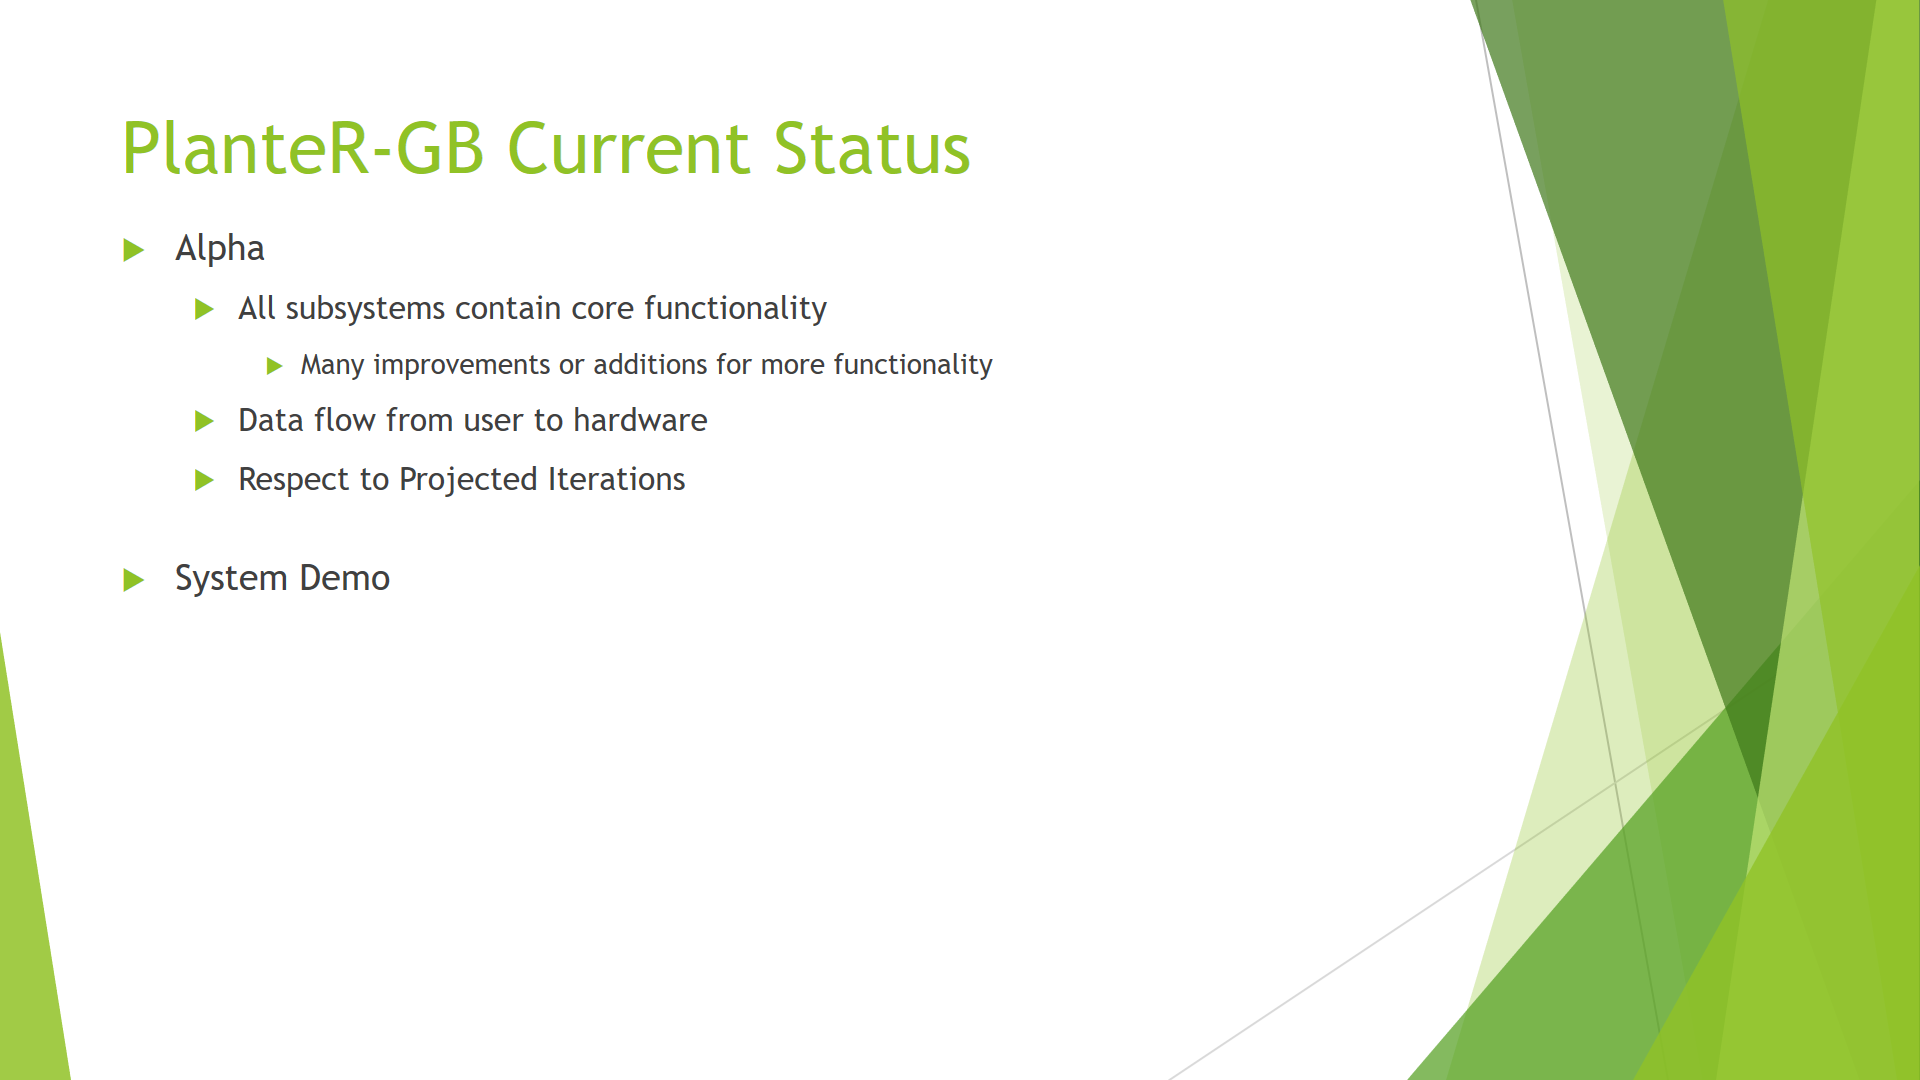 PlanteR-GB Current Status
Alpha
All subsystems contain core functionality
Many improvements or additions for more functionality
Data flow from user to hardware
Respect to Projected Iterations
System Demo